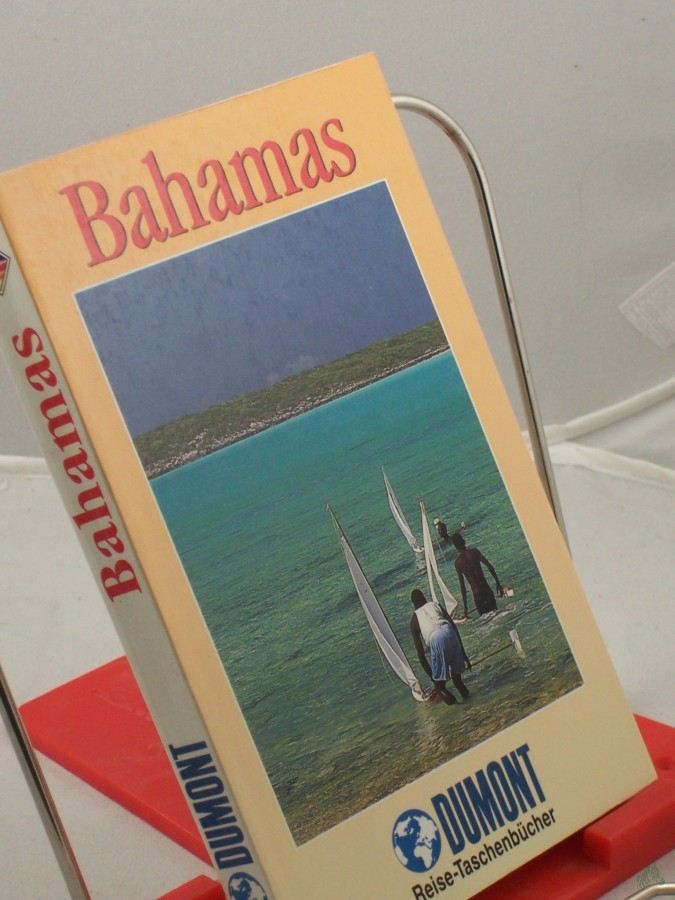 Bahamas
DUMONT
Reise-Taschenbücher
Bahamas
DUMONT